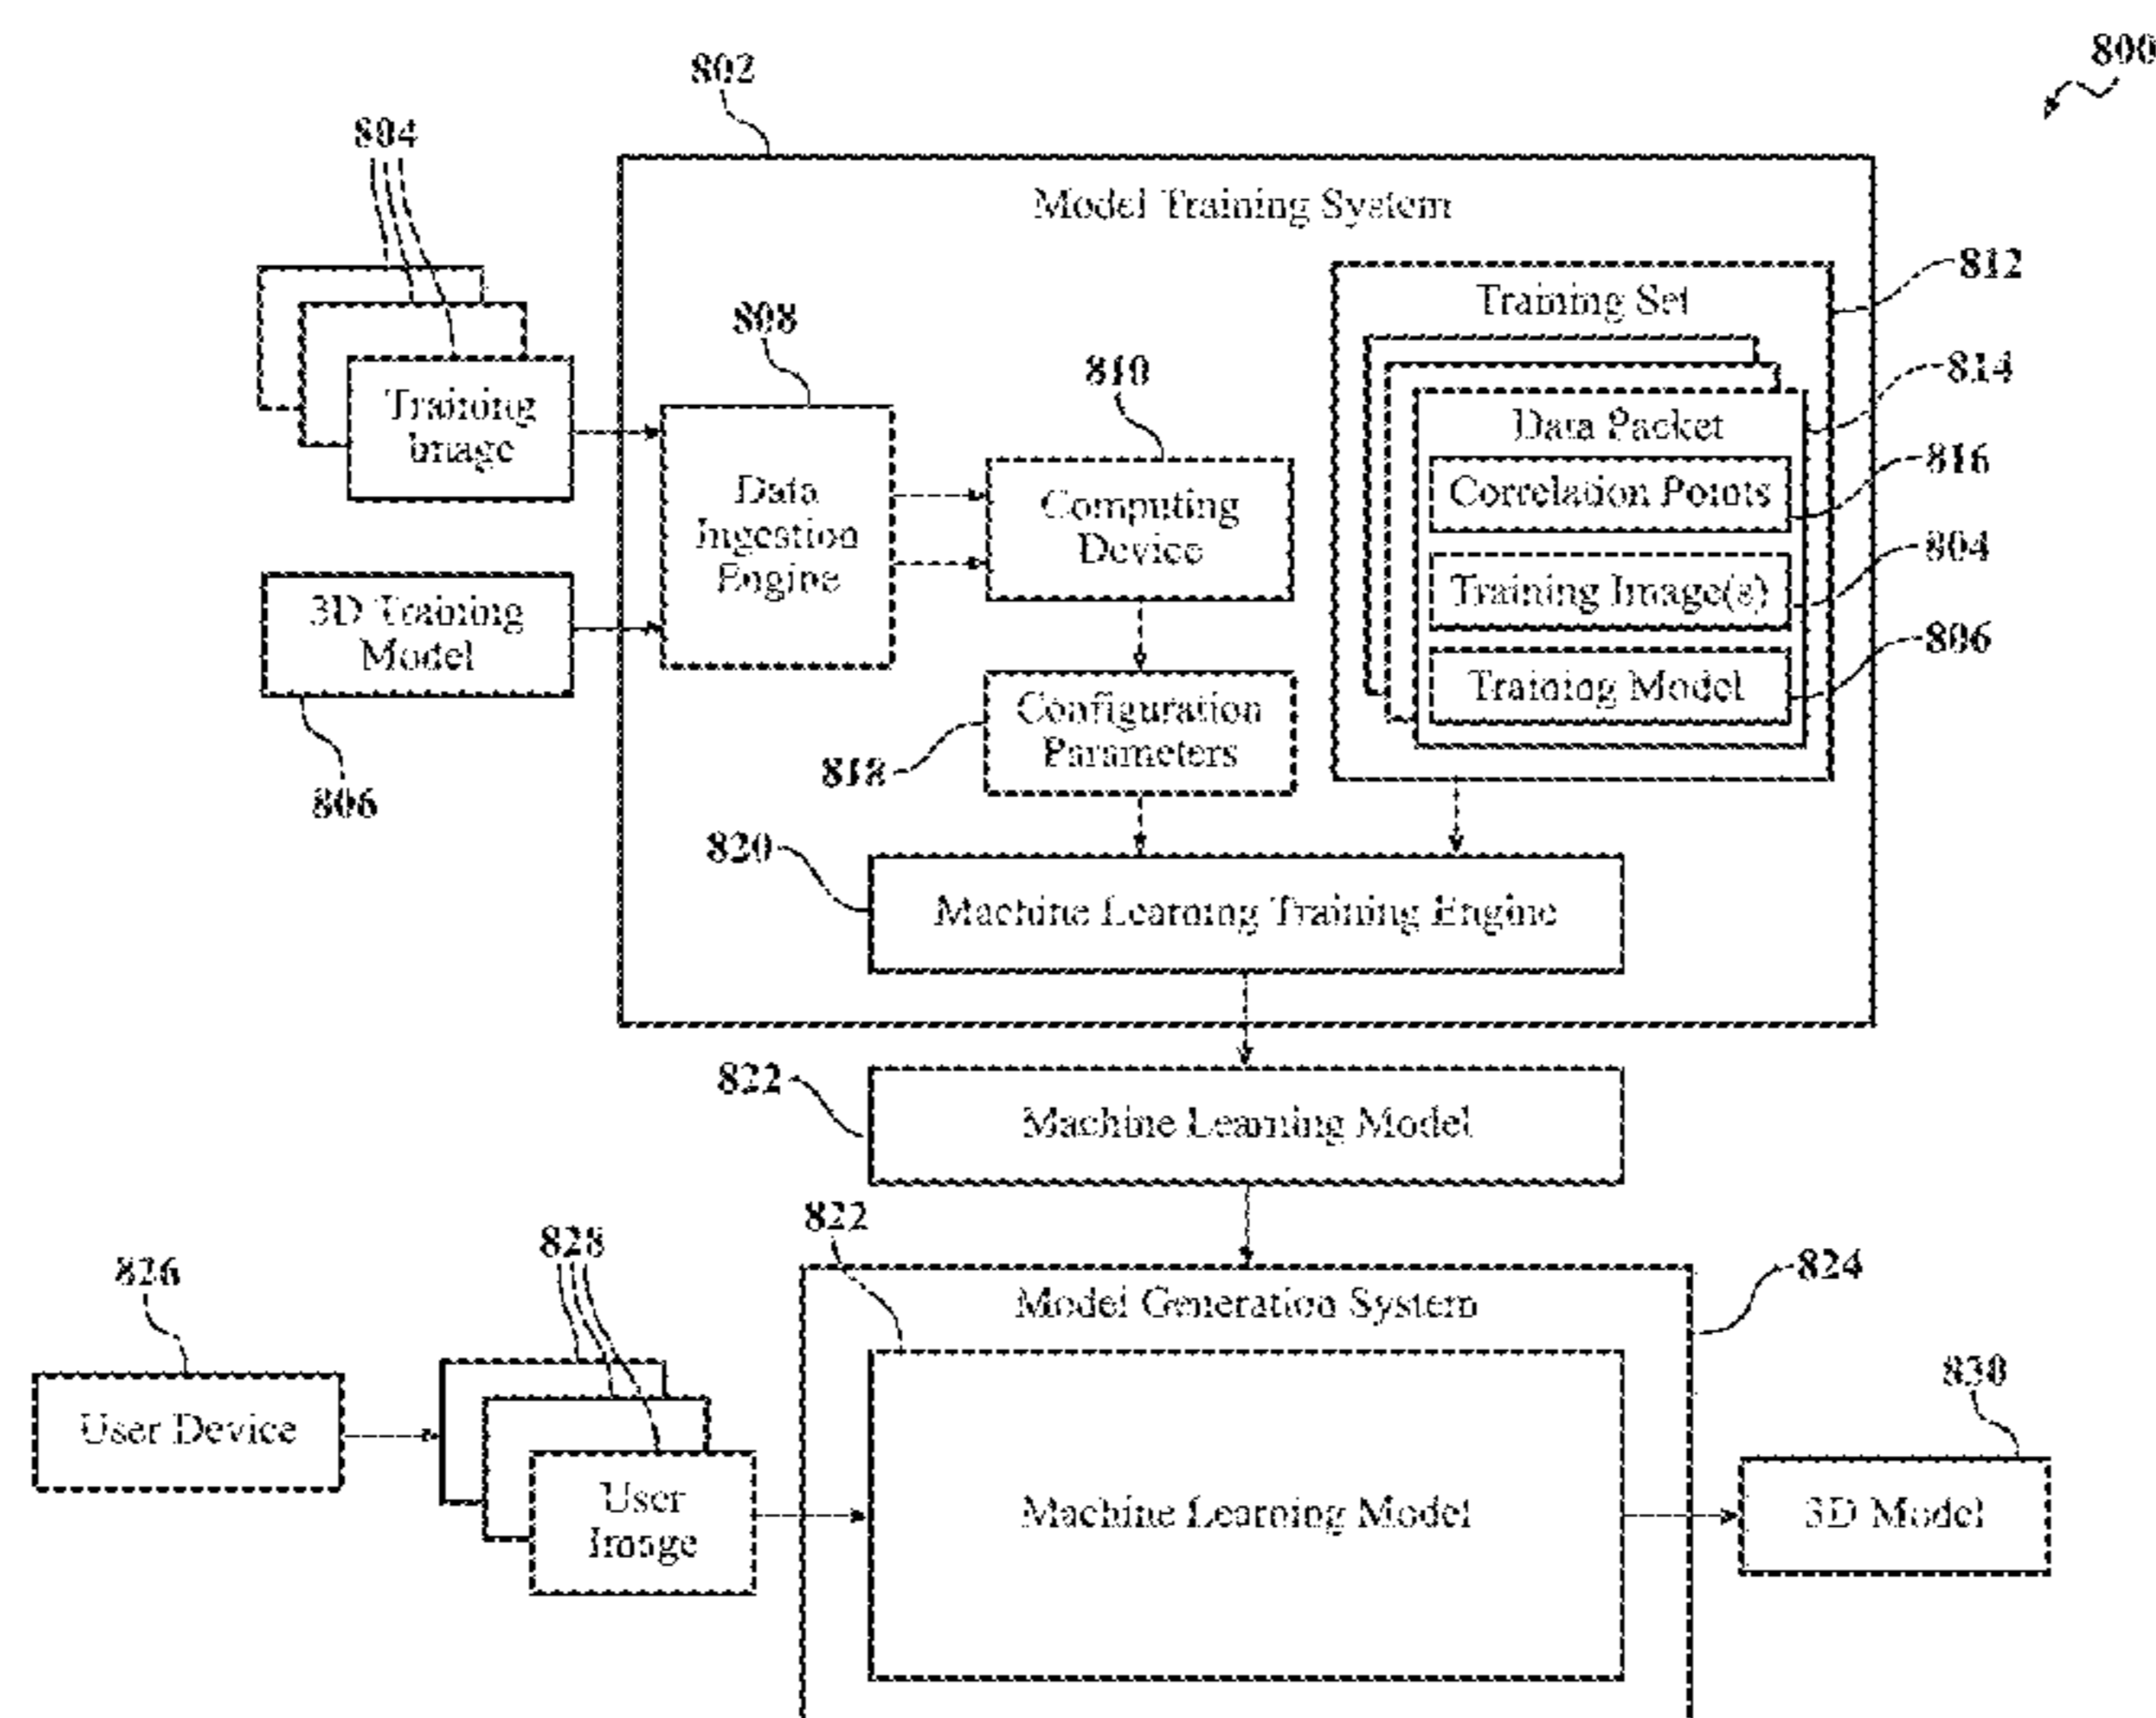 800
802
804
Model Training System
812
Training Set
808
810
814
Training
Image
Data Packet
816
Correlation Points
Data
Ingestion
Engine
Computing
Device
804
Training Image(s)
3D Training
Model
806
Training Model
Configuration
Parameters
818
806
820
Machine Learning Training Engine
822
Machine Learning Model
822
828
826
824
Model Generation System
830
User Device
User
Image
Machine Learning Model
3D Model